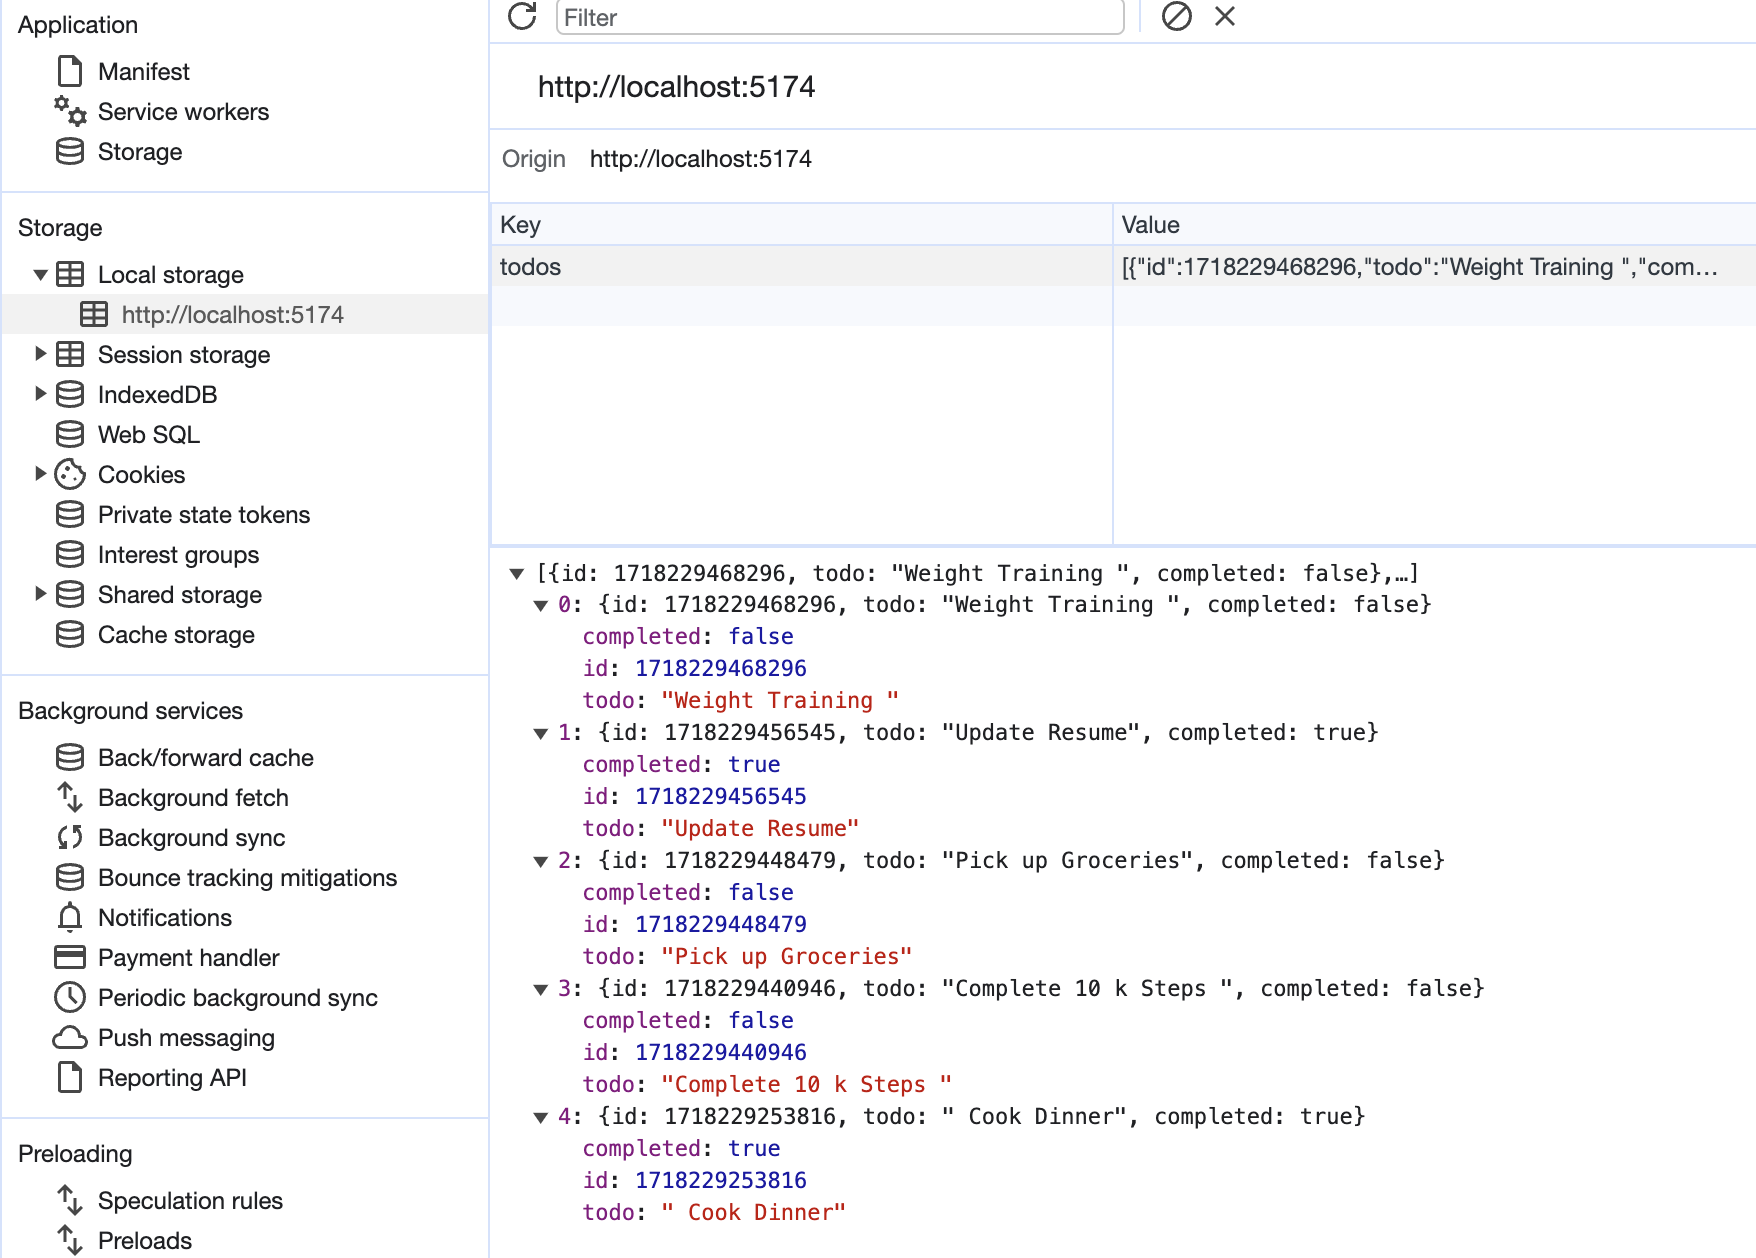 Application
Manifest
Service workers
Storage
Storage
Local storage
http://localhost:5174
Session storage
IndexedDB
Web SQL
Cookies
Private state tokens
Interest groups
Shared storage
Cache storage
Background services
Back/forward cache
Background fetch
Background sync
Bounce tracking mitigations
Notifications
Payment handler
Periodic background sync
Push messaging
Reporting API
Preloading
Speculation rules
Preloads
Filter
http://localhost:5174
Origin http://localhost:5174
Key Value
todos [{"id":1718229468296,"todo":"Weight Training ","com…
[{id: 1718229468296, todo: "Weight Training ", completed: false},…]
0: {id: 1718229468296, todo: "Weight Training ", completed: false}
completed: false
id: 1718229468296
todo: "Weight Training "
1: {id: 1718229456545, todo: "Update Resume", completed: true}
completed: true
id: 1718229456545
todo: "Update Resume"
2: {id: 1718229448479, todo: "Pick up Groceries", completed: false}
completed: false
id: 1718229448479
todo: "Pick up Groceries"
3: {id: 1718229440946, todo: "Complete 10 k Steps ", completed: false}
completed: false
id: 1718229440946
todo: "Complete 10 k Steps "
4: {id: 1718229253816, todo: " Cook Dinner", completed: true}
completed: true
id: 1718229253816
todo: " Cook Dinner"